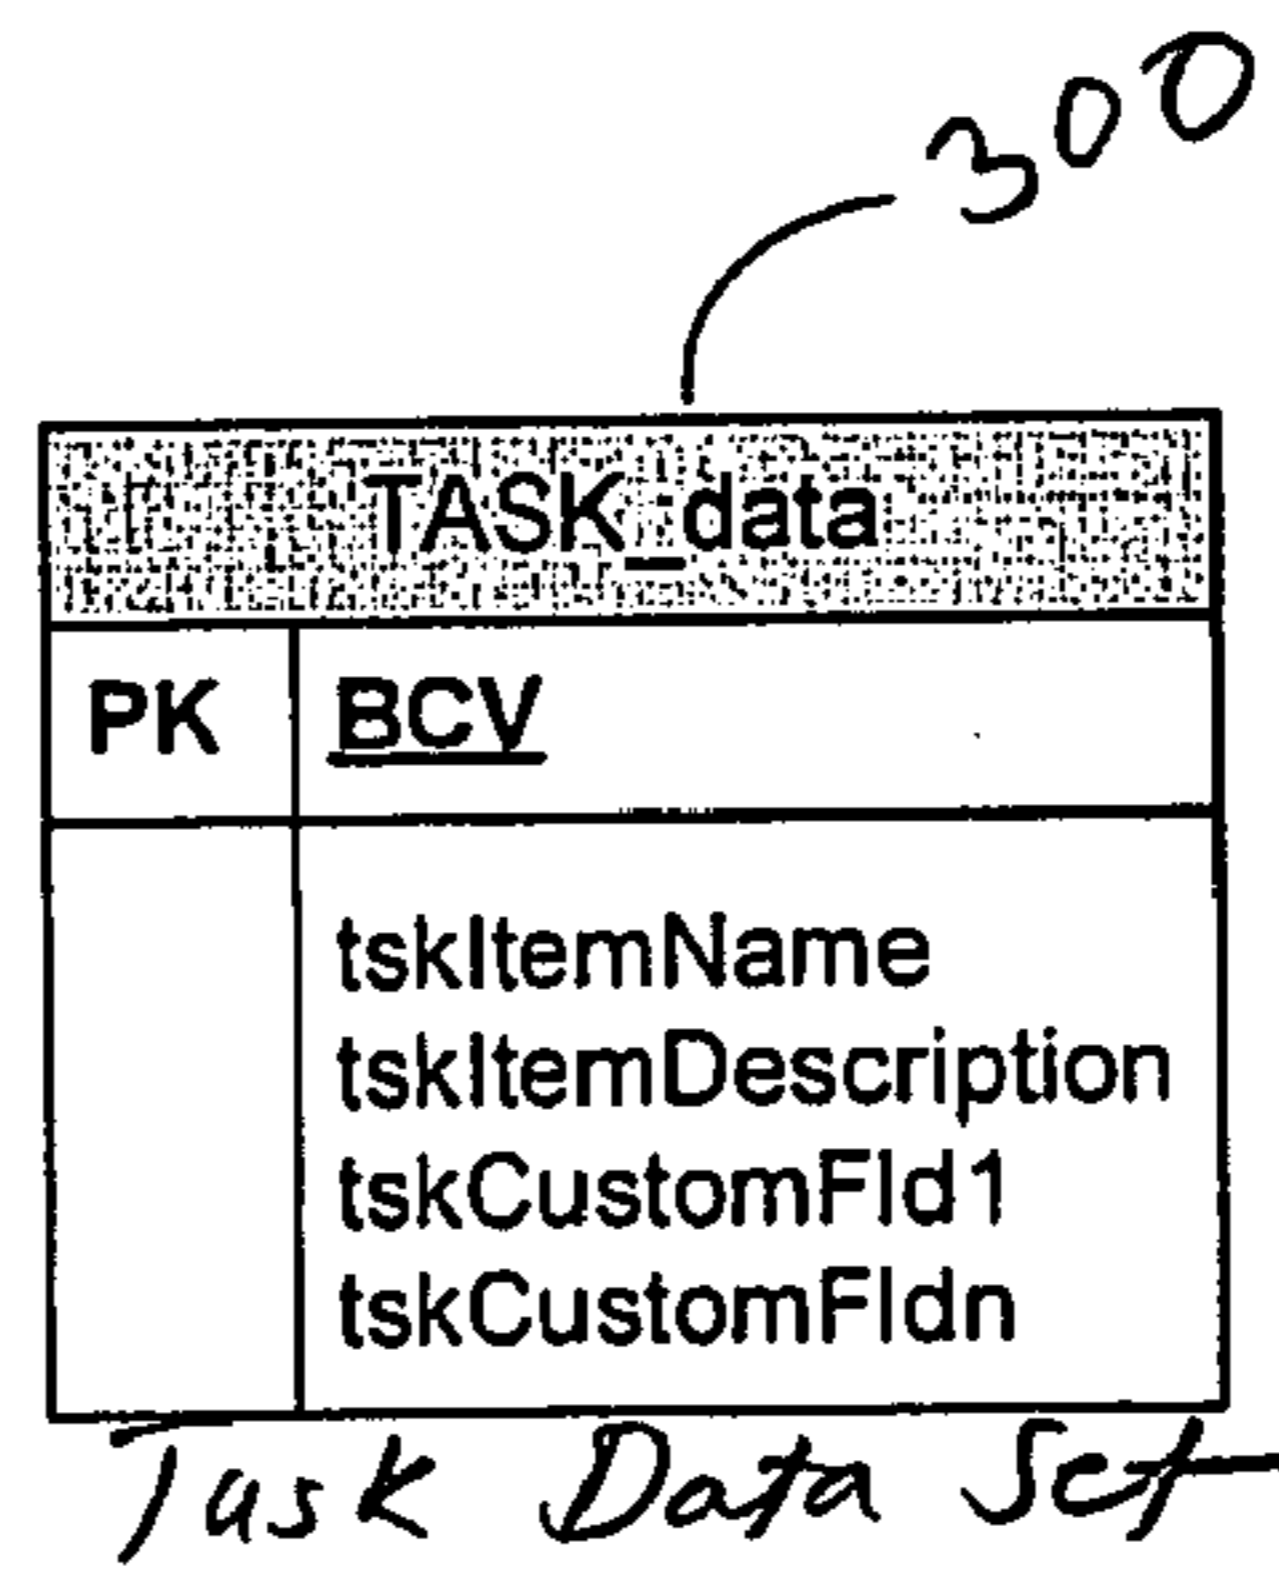 300
TASK_data
PK BCV
tskItemName
tskItemDescription
tskCustomFld1
tskCustomFldn
Task Data Set